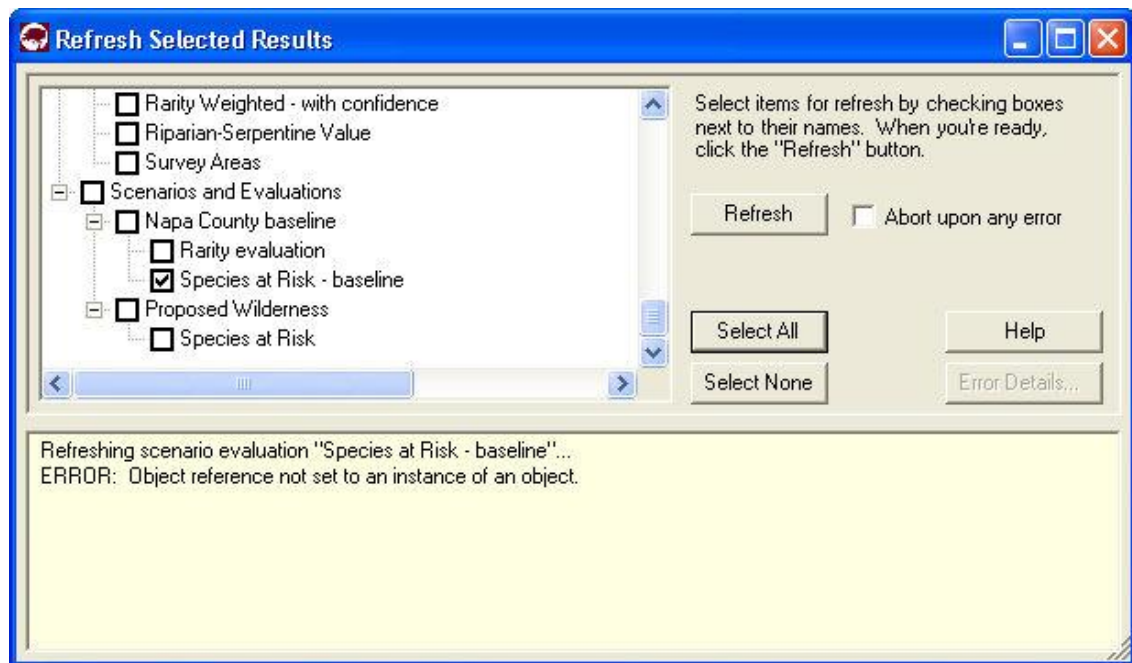 Refresh Selected Results
Rarity Weighted - with confidence
Riparian-Serpentine Value
Survey Areas
Scenarios and Evaluations
Napa County baseline
Rarity evaluation
Species at Risk - baseline
Proposed Wilderness
Species at Risk
Select items for refresh by checking boxes
next to their names. When you're ready,
click the "Refresh" button.
Refresh
Abort upon any error
Select All
Help
Select None
Error Details...
Refreshing scenario evaluation "Species at Risk - baseline"...
ERROR: Object reference not set to an instance of an object.